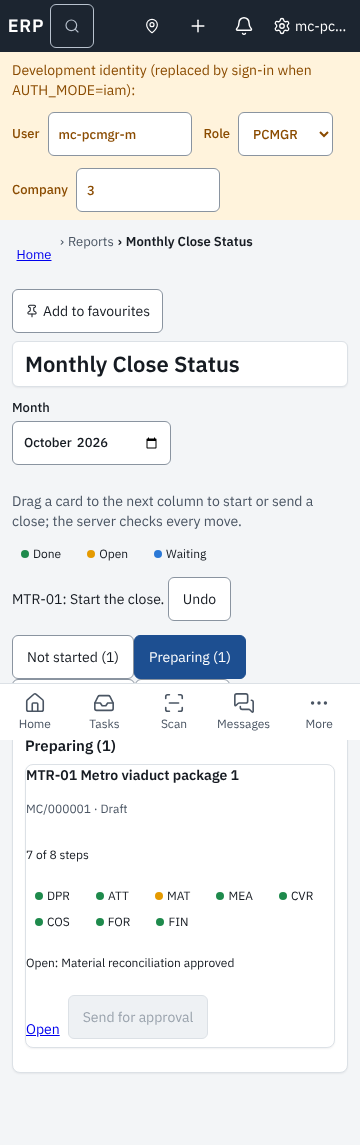 ERP
mc-pc...
Development identity (replaced by sign-in when
AUTH_MODE=iam):
User mc-pcmgr-m Role PCMGR
Company 3
Home › Reports › Monthly Close Status
Add to favourites
Monthly Close Status
Month
October 2026
Drag a card to the next column to start or send a
close; the server checks every move.
Done Open Waiting
MTR-01: Start the close. Undo
Not started (1) Preparing (1)
Home Tasks Scan Messages More
Preparing (1)
MTR-01 Metro viaduct package 1
MC/000001 · Draft
7 of 8 steps
DPR ATT MAT MEA CVR
COS FOR FIN
Open: Material reconciliation approved
Open Send for approval